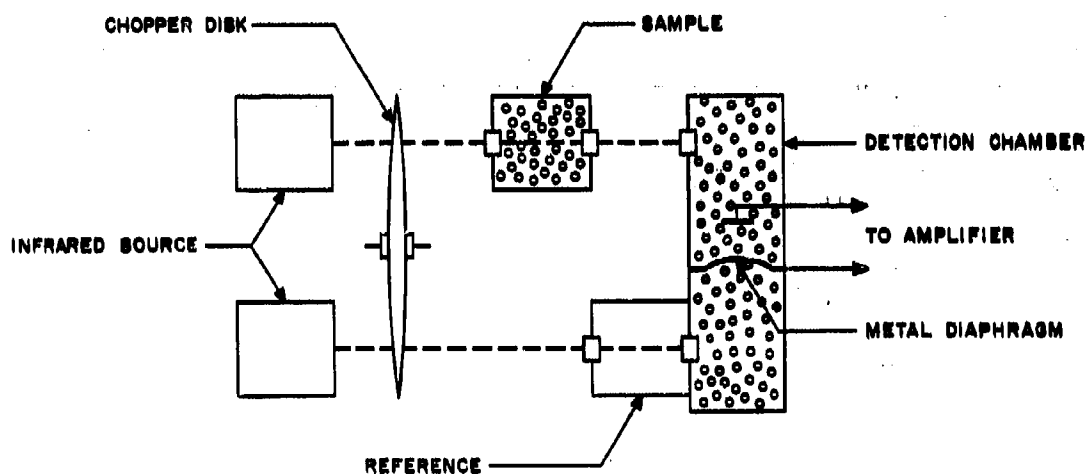 CHOPPER DISK
SAMPLE
DETECTION CHAMBER
INFRARED SOURCE
TO AMPLIFIER
METAL DIAPHRAGM
REFERENCE